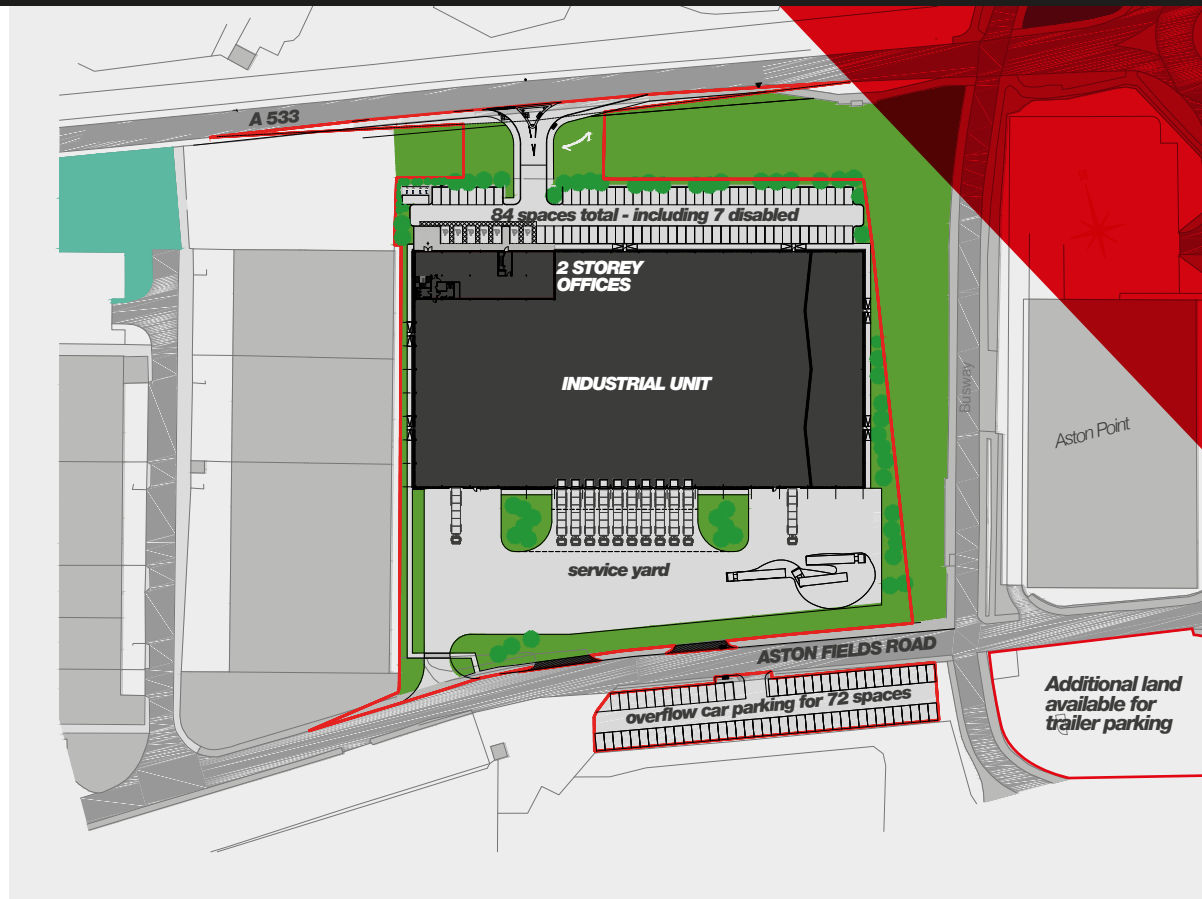 A 533
84 spaces total - including 7 disabled
2 STOREY
OFFICES
INDUSTRIAL UNIT
Busway
Aston Point
service yard
ASTON FIELDS ROAD
overflow car parking for 72 spaces
Additional land
available for
trailer parking